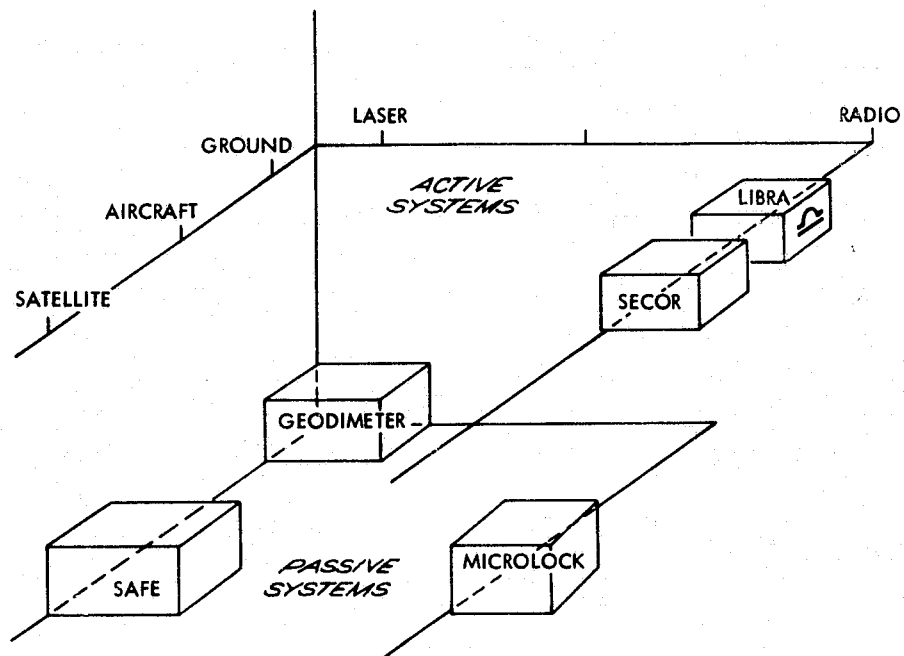 LASER
RADIO
GROUND
ACTIVE
SYSTEMS
LIBRA
AIRCRAFT
SATELLITE
SECOR
GEODIMETER
SAFE
PASSIVE
SYSTEMS
MICROLOCK